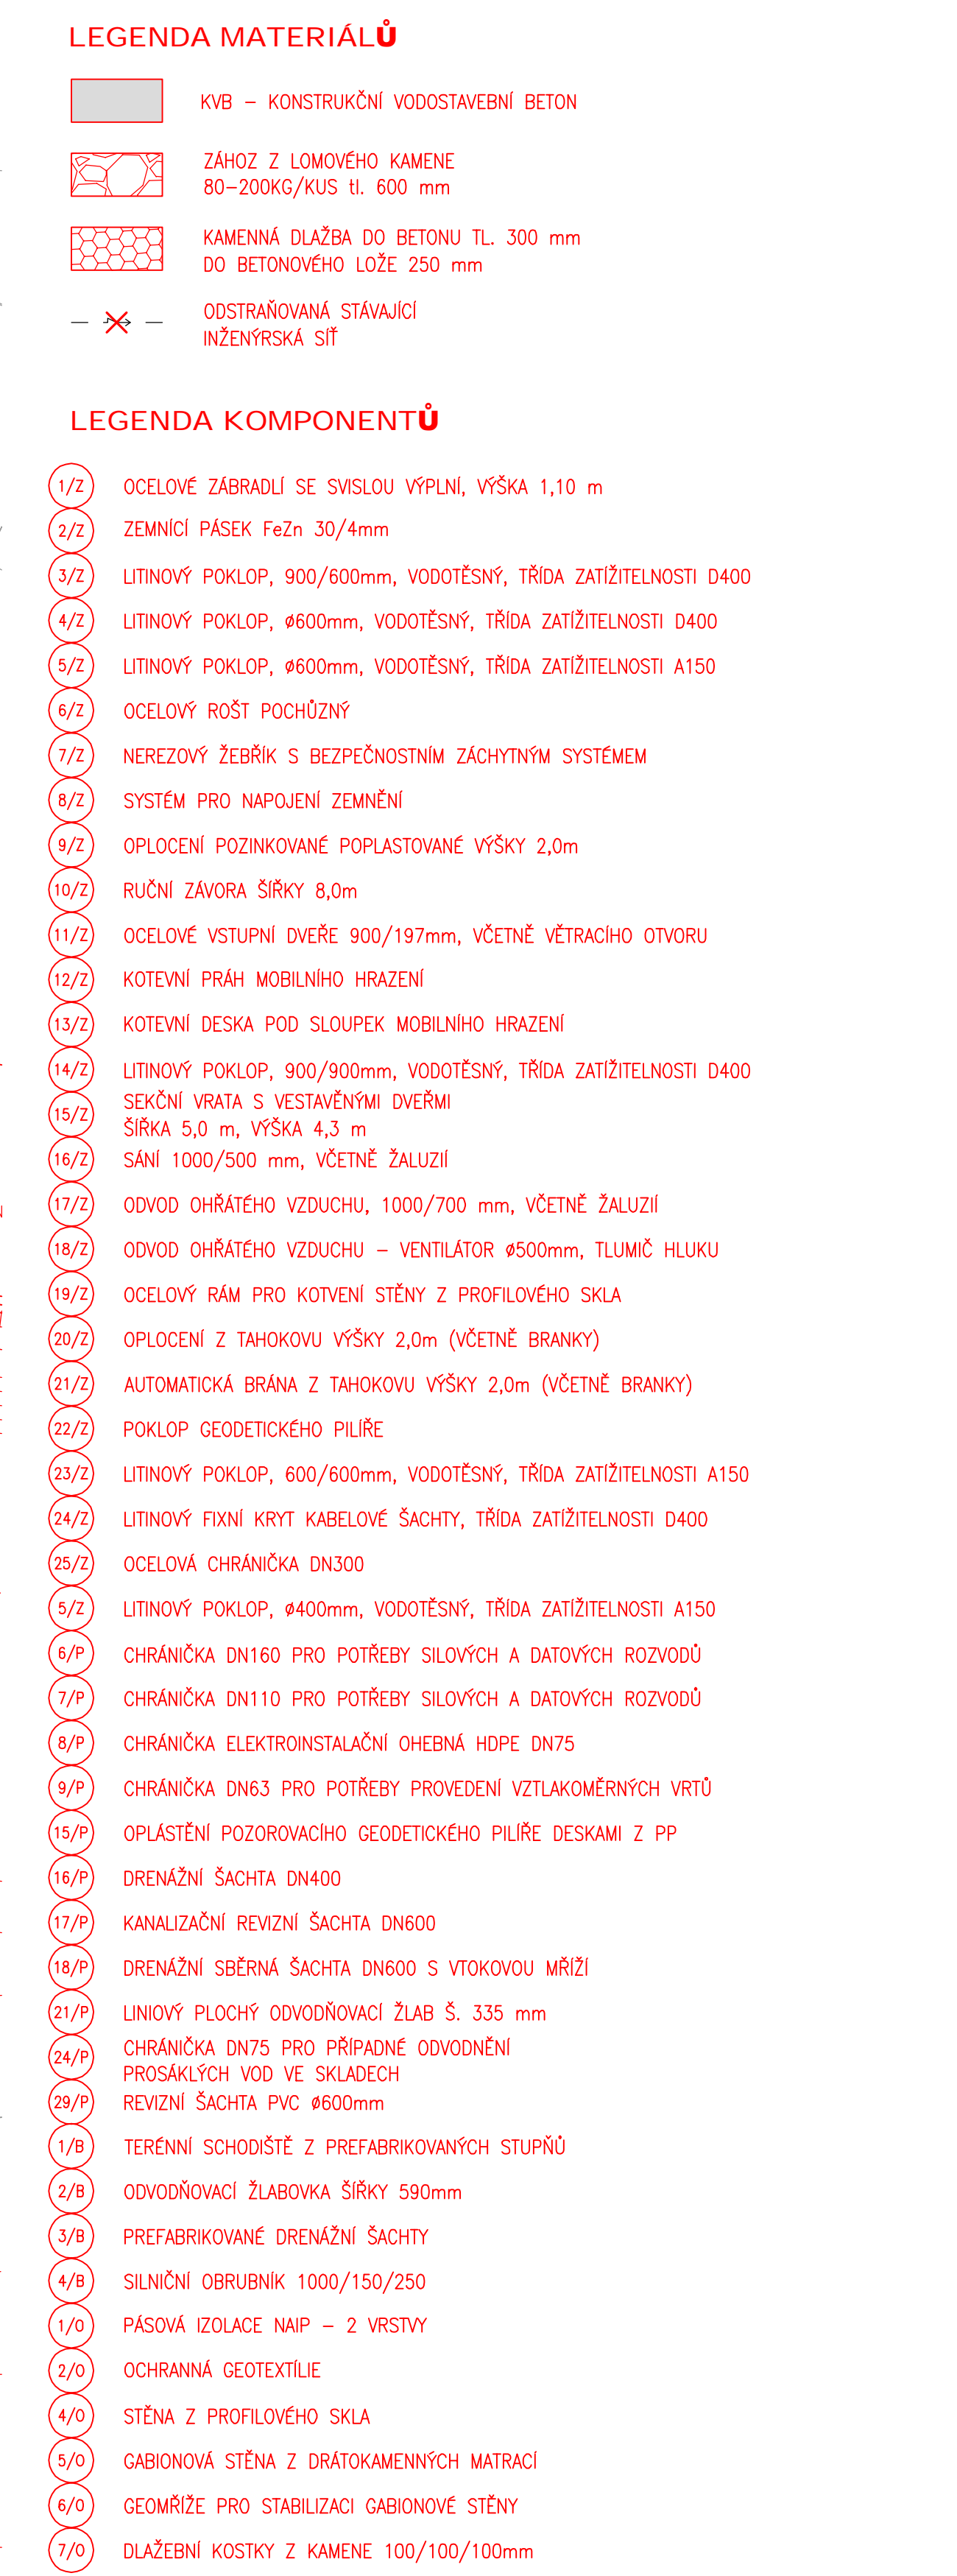 LEGENDA MATERIÁLŮ
KVB – KONSTRUKČNÍ VODOSTAVEBNÍ BETON
ZÁHOZ Z LOMOVÉHO KAMENE
80–200KG/KUS tl. 600 mm
KAMENNÁ DLAŽBA DO BETONU TL. 300 mm
DO BETONOVÉHO LOŽE 250 mm
ODSTRAŇOVANÁ STÁVAJÍCÍ
INŽENÝRSKÁ SÍŤ
LEGENDA KOMPONENTŮ
1/Z OCELOVÉ ZÁBRADLÍ SE SVISLOU VÝPLNÍ, VÝŠKA 1,10 m
2/Z ZEMNÍCÍ PÁSEK FeZn 30/4mm
3/Z LITINOVÝ POKLOP, 900/600mm, VODOTĚSNÝ, TŘÍDA ZATÍŽITELNOSTI D400
4/Z LITINOVÝ POKLOP, ø600mm, VODOTĚSNÝ, TŘÍDA ZATÍŽITELNOSTI D400
5/Z LITINOVÝ POKLOP, ø600mm, VODOTĚSNÝ, TŘÍDA ZATÍŽITELNOSTI A150
6/Z OCELOVÝ ROŠT POCHŮZNÝ
7/Z NEREZOVÝ ŽEBŘÍK S BEZPEČNOSTNÍM ZÁCHYTNÝM SYSTÉMEM
8/Z SYSTÉM PRO NAPOJENÍ ZEMNĚNÍ
9/Z OPLOCENÍ POZINKOVANÉ POPLASTOVANÉ VÝŠKY 2,0m
10/Z RUČNÍ ZÁVORA ŠÍŘKY 8,0m
11/Z OCELOVÉ VSTUPNÍ DVEŘE 900/197mm, VČETNĚ VĚTRACÍHO OTVORU
12/Z KOTEVNÍ PRÁH MOBILNÍHO HRAZENÍ
13/Z KOTEVNÍ DESKA POD SLOUPEK MOBILNÍHO HRAZENÍ
14/Z LITINOVÝ POKLOP, 900/900mm, VODOTĚSNÝ, TŘÍDA ZATÍŽITELNOSTI D400
15/Z SEKČNÍ VRATA S VESTAVĚNÝMI DVEŘMI
ŠÍŘKA 5,0 m, VÝŠKA 4,3 m
16/Z SÁNÍ 1000/500 mm, VČETNĚ ŽALUZIÍ
17/Z ODVOD OHŘÁTÉHO VZDUCHU, 1000/700 mm, VČETNĚ ŽALUZIÍ
18/Z ODVOD OHŘÁTÉHO VZDUCHU – VENTILÁTOR ø500mm, TLUMIČ HLUKU
19/Z OCELOVÝ RÁM PRO KOTVENÍ STĚNY Z PROFILOVÉHO SKLA
20/Z OPLOCENÍ Z TAHOKOVU VÝŠKY 2,0m (VČETNĚ BRANKY)
21/Z AUTOMATICKÁ BRÁNA Z TAHOKOVU VÝŠKY 2,0m (VČETNĚ BRANKY)
22/Z POKLOP GEODETICKÉHO PILÍŘE
23/Z LITINOVÝ POKLOP, 600/600mm, VODOTĚSNÝ, TŘÍDA ZATÍŽITELNOSTI A150
24/Z LITINOVÝ FIXNÍ KRYT KABELOVÉ ŠACHTY, TŘÍDA ZATÍŽITELNOSTI D400
25/Z OCELOVÁ CHRÁNIČKA DN300
5/Z LITINOVÝ POKLOP, ø400mm, VODOTĚSNÝ, TŘÍDA ZATÍŽITELNOSTI A150
6/P CHRÁNIČKA DN160 PRO POTŘEBY SILOVÝCH A DATOVÝCH ROZVODŮ
7/P CHRÁNIČKA DN110 PRO POTŘEBY SILOVÝCH A DATOVÝCH ROZVODŮ
8/P CHRÁNIČKA ELEKTROINSTALAČNÍ OHEBNÁ HDPE DN75
9/P CHRÁNIČKA DN63 PRO POTŘEBY PROVEDENÍ VZTLAKOMĚRNÝCH VRTŮ
15/P OPLÁSTĚNÍ POZOROVACÍHO GEODETICKÉHO PILÍŘE DESKAMI Z PP
16/P DRENÁŽNÍ ŠACHTA DN400
17/P KANALIZAČNÍ REVIZNÍ ŠACHTA DN600
18/P DRENÁŽNÍ SBĚRNÁ ŠACHTA DN600 S VTOKOVOU MŘÍŽÍ
21/P LINIOVÝ PLOCHÝ ODVODŇOVACÍ ŽLAB Š. 335 mm
24/P CHRÁNIČKA DN75 PRO PŘÍPADNÉ ODVODNĚNÍ
PROSÁKLÝCH VOD VE SKLADECH
29/P REVIZNÍ ŠACHTA PVC ø600mm
1/B TERÉNNÍ SCHODIŠTĚ Z PREFABRIKOVANÝCH STUPŇŮ
2/B ODVODŇOVACÍ ŽLABOVKA ŠÍŘKY 590mm
3/B PREFABRIKOVANÉ DRENÁŽNÍ ŠACHTY
4/B SILNIČNÍ OBRUBNÍK 1000/150/250
1/O PÁSOVÁ IZOLACE NAIP – 2 VRSTVY
2/O OCHRANNÁ GEOTEXTÍLIE
4/O STĚNA Z PROFILOVÉHO SKLA
5/O GABIONOVÁ STĚNA Z DRÁTOKAMENNÝCH MATRACÍ
6/O GEOMŘÍŽE PRO STABILIZACI GABIONOVÉ STĚNY
7/O DLAŽEBNÍ KOSTKY Z KAMENE 100/100/100mm